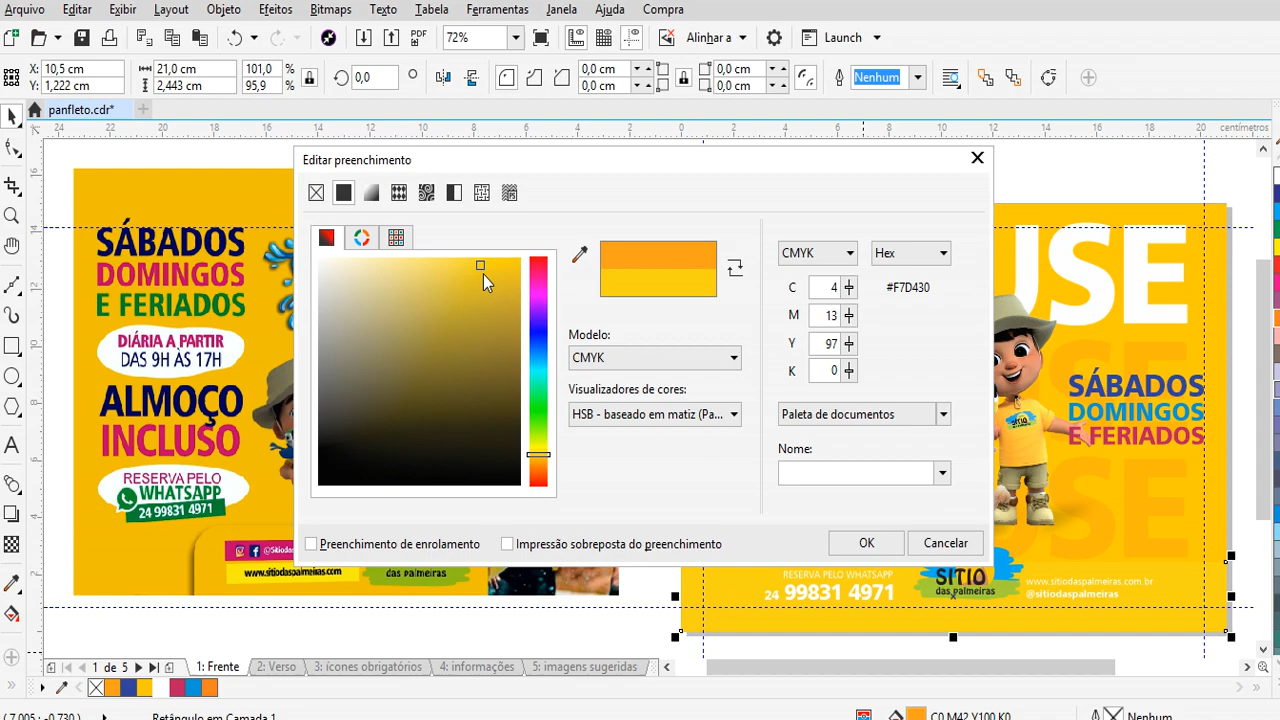 Arquivo Editar Exibir Layout Objeto Efeitos Bitmaps Texto Tabela Ferramentas Janela Ajuda Compra
PDF 72% Alinhar a Launch
X: 10,5 cm 21,0 cm 101,0 % 0,0 0,0 cm 0,0 cm Nenhum
Y: 1,222 cm 2,443 cm 95,9 % 0,0 cm 0,0 cm
panfleto.cdr*
24 22 20 18 16 14 12 10 8 6 4 2 0 2 4 6 8 10 12 14 16 18 20 centímetros
Editar preenchimento
CMYK Hex
C 4 #F7D430
M 13
Y 97
K 0
Modelo:
CMYK
Visualizadores de cores:
HSB - baseado em matiz (Pa...
Paleta de documentos
Nome:
Preenchimento de enrolamento
Impressão sobreposta do preenchimento
OK Cancelar
SÁBADOS
DOMINGOS
E FERIADOS
DIÁRIA A PARTIR
DAS 9H ÀS 17H
ALMOÇO
INCLUSO
RESERVA PELO
WHATSAPP
24 99831 4971
www.sitiodaspalmeiras.com
das palmeiras
USE
SÁBADOS
DOMINGOS
E FERIADOS
USE
SITIO
RESERVA PELO WHATSAPP
24 99831 4971
SITIO
das palmeiras
www.sitiodaspalmeiras.com.br
@sitiodaspalmeiras
1 de 5 1: Frente 2: Verso 3: ícones obrigatórios 4: informações 5: imagens sugeridas
(7,005; -0,730) Retângulo em Camada 1 C0 M42 Y100 K0 Nenhum